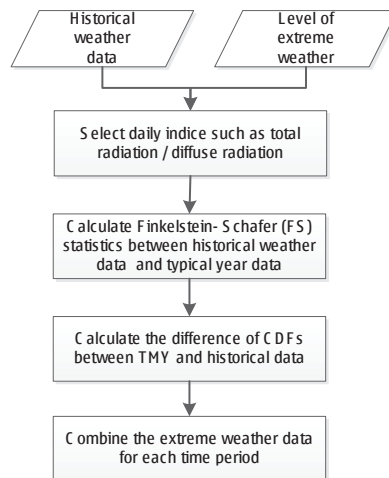 Historical
weather
data
Level of
extreme
weather
Select daily indice such as total
radiation / diffuse radiation
Calculate Finkelstein- Schafer (FS)
statistics between historical weather
data and typical year data
Calculate the difference of CDFs
between TMY and historical data
Combine the extreme weather data
for each time period